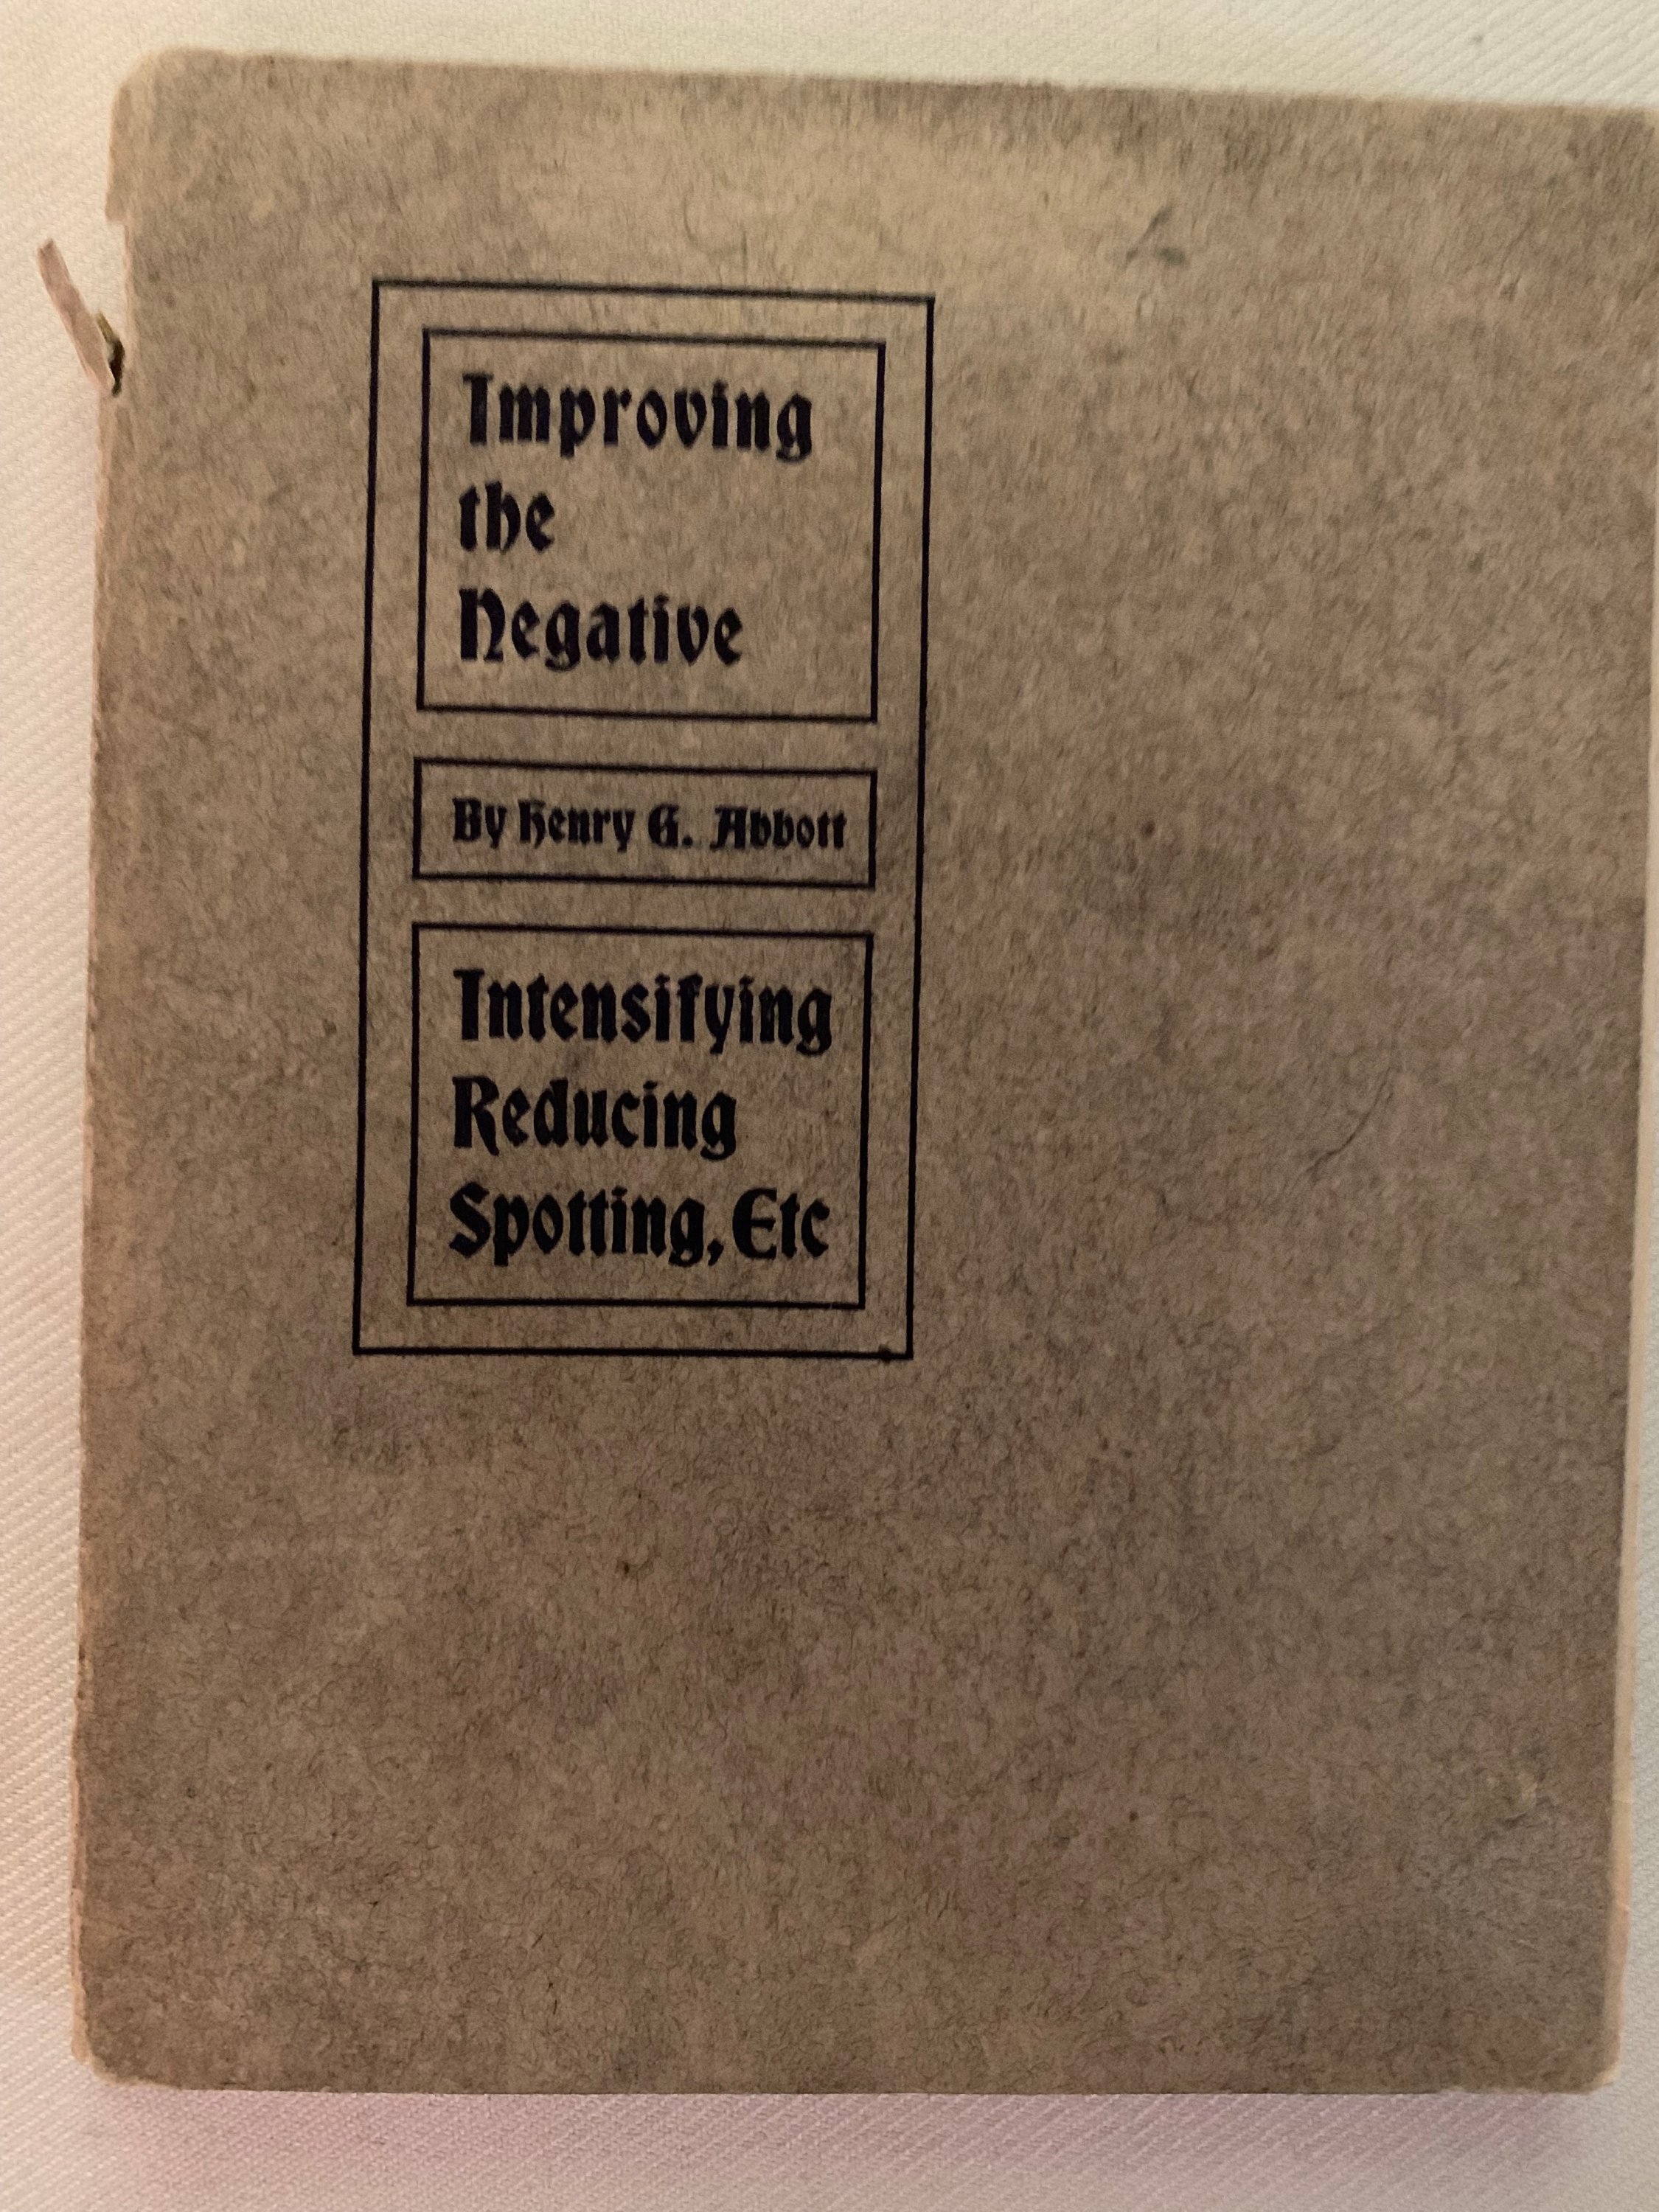 Improving
the
Negative
By Henry G. Abbott
Intensifying
Reducing
Spotting, Etc